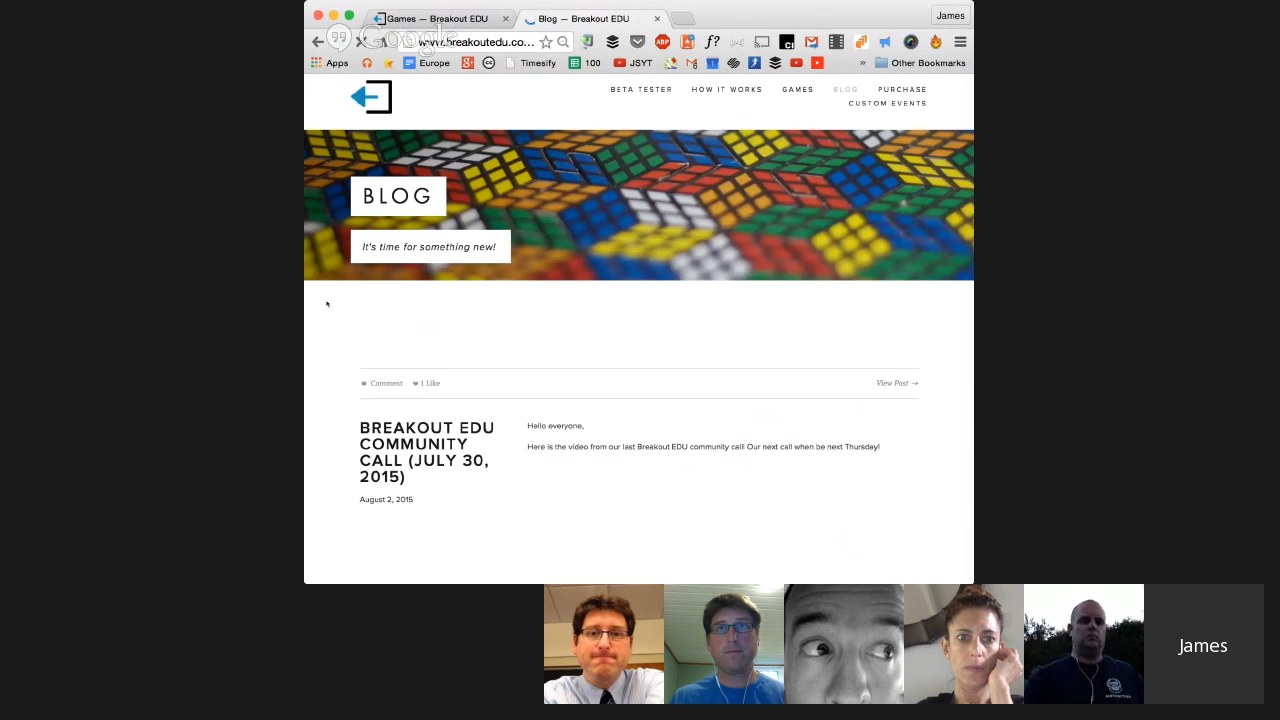 Games — Breakout EDU
Blog — Breakout EDU
James
Google
www.breakoutedu.co...
ABP
f?
Apps
Europe
Timesify
100
JSYT
»
Other Bookmarks
BETA TESTER
HOW IT WORKS
GAMES
BLOG
PURCHASE
CUSTOM EVENTS
BLOG
It's time for something new!
Comment
1 Like
View Post →
BREAKOUT EDU
COMMUNITY
CALL (JULY 30,
2015)
August 2, 2015
Hello everyone,
Here is the video from our last Breakout EDU community call! Our next call when be next Thursday!
James